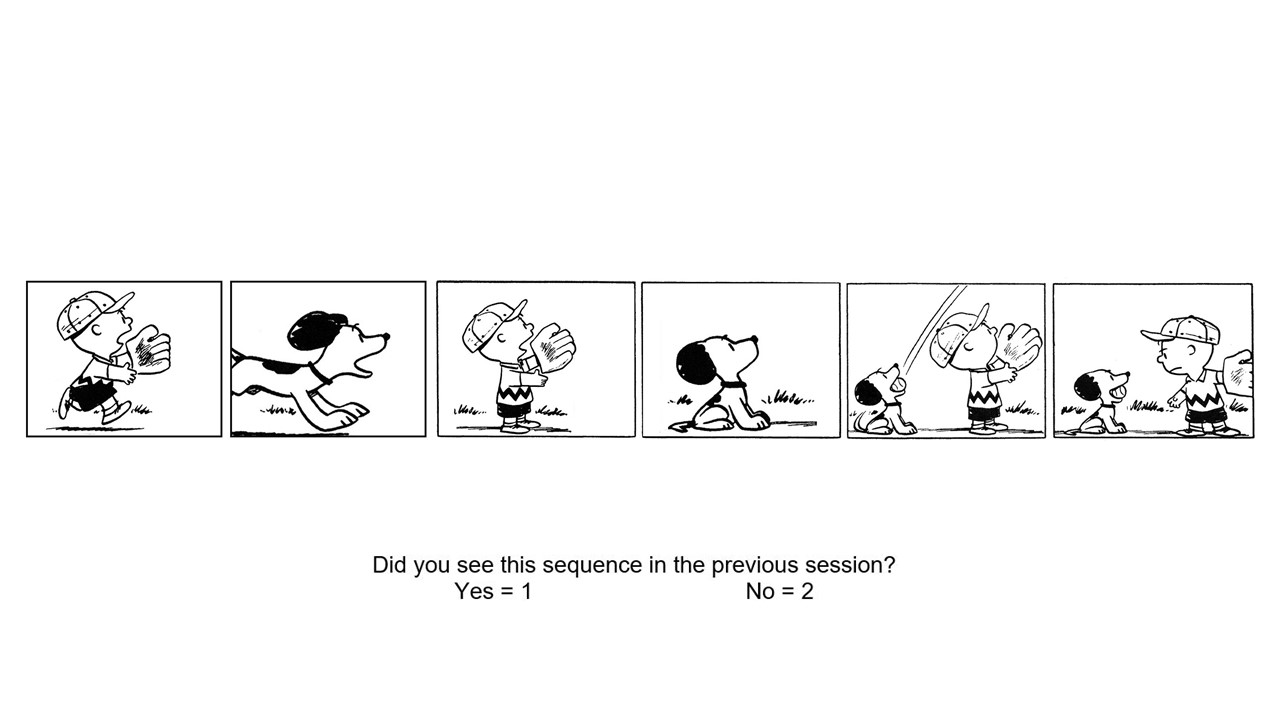 Did you see this sequence in the previous session?
Yes = 1 No = 2